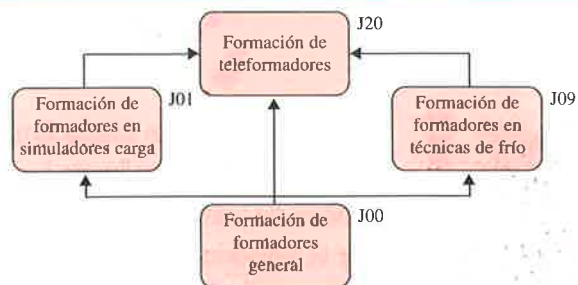 J20
Formación de
teleformadores
J01
Formación de
formadores en
simuladores carga
J09
Formación de
formadores en
técnicas de frío
J00
Formación de
formadores
general